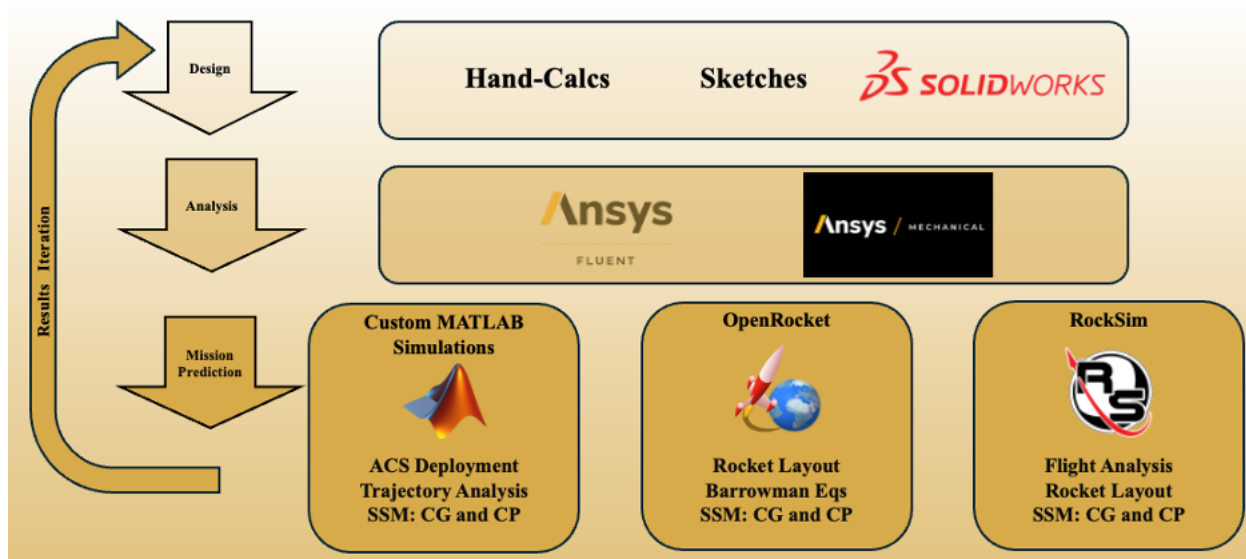 Design
Hand-Calcs
Sketches
DS SOLIDWORKS
Analysis
Ansys
FLUENT
Ansys / MECHANICAL
Results Iteration
Mission
Prediction
Custom MATLAB
Simulations
ACS Deployment
Trajectory Analysis
SSM: CG and CP
OpenRocket
Rocket Layout
Barrowman Eqs
SSM: CG and CP
RockSim
RS
Flight Analysis
Rocket Layout
SSM: CG and CP